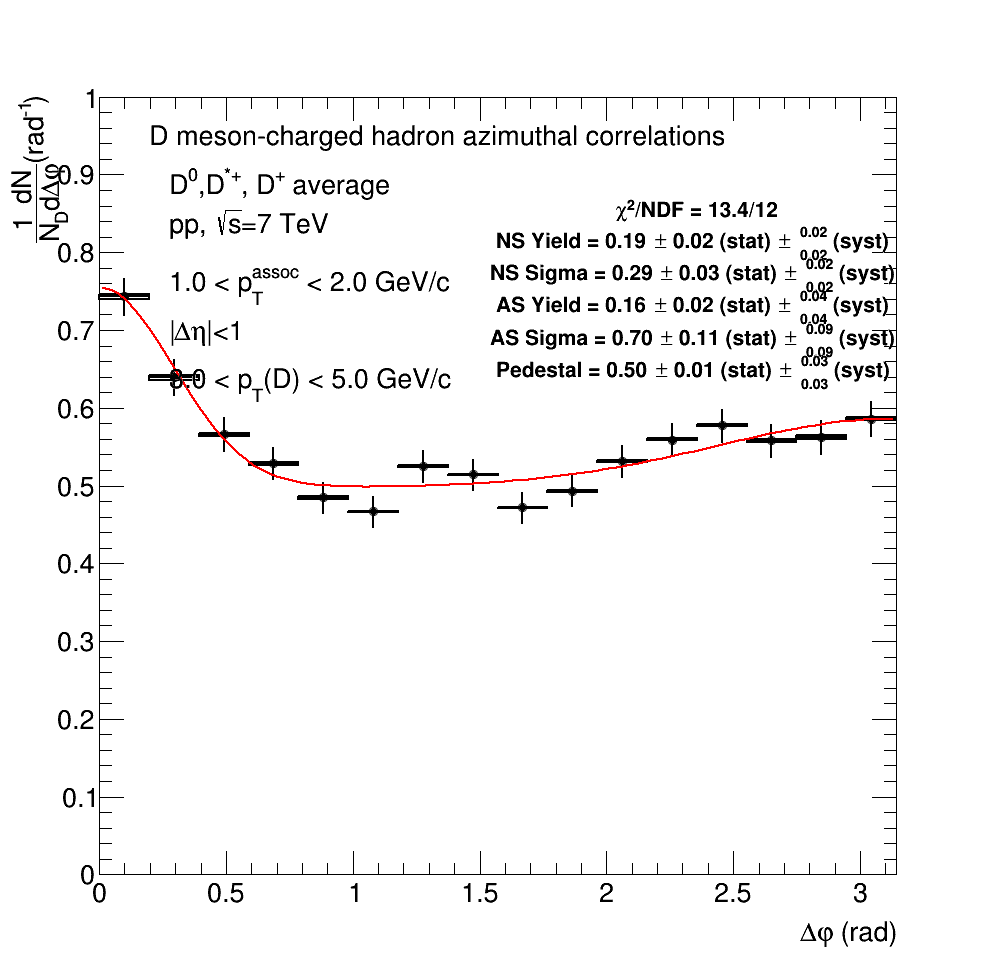 1 dN
N_D dΔφ (rad^-1)
D meson-charged hadron azimuthal correlations
D^0,D^*+, D^+ average
pp, √s=7 TeV
1.0 < p_T^assoc < 2.0 GeV/c
|Δη|<1
3.0 < p_T(D) < 5.0 GeV/c
χ²/NDF = 13.4/12
NS Yield = 0.19 ± 0.02 (stat) ± 0.02 0.02 (syst)
NS Sigma = 0.29 ± 0.03 (stat) ± 0.02 0.02 (syst)
AS Yield = 0.16 ± 0.02 (stat) ± 0.04 0.04 (syst)
AS Sigma = 0.70 ± 0.11 (stat) ± 0.09 0.09 (syst)
Pedestal = 0.50 ± 0.01 (stat) ± 0.03 0.03 (syst)
1
0.9
0.8
0.7
0.6
0.5
0.4
0.3
0.2
0.1
0
0 0.5 1 1.5 2 2.5 3
Δφ (rad)